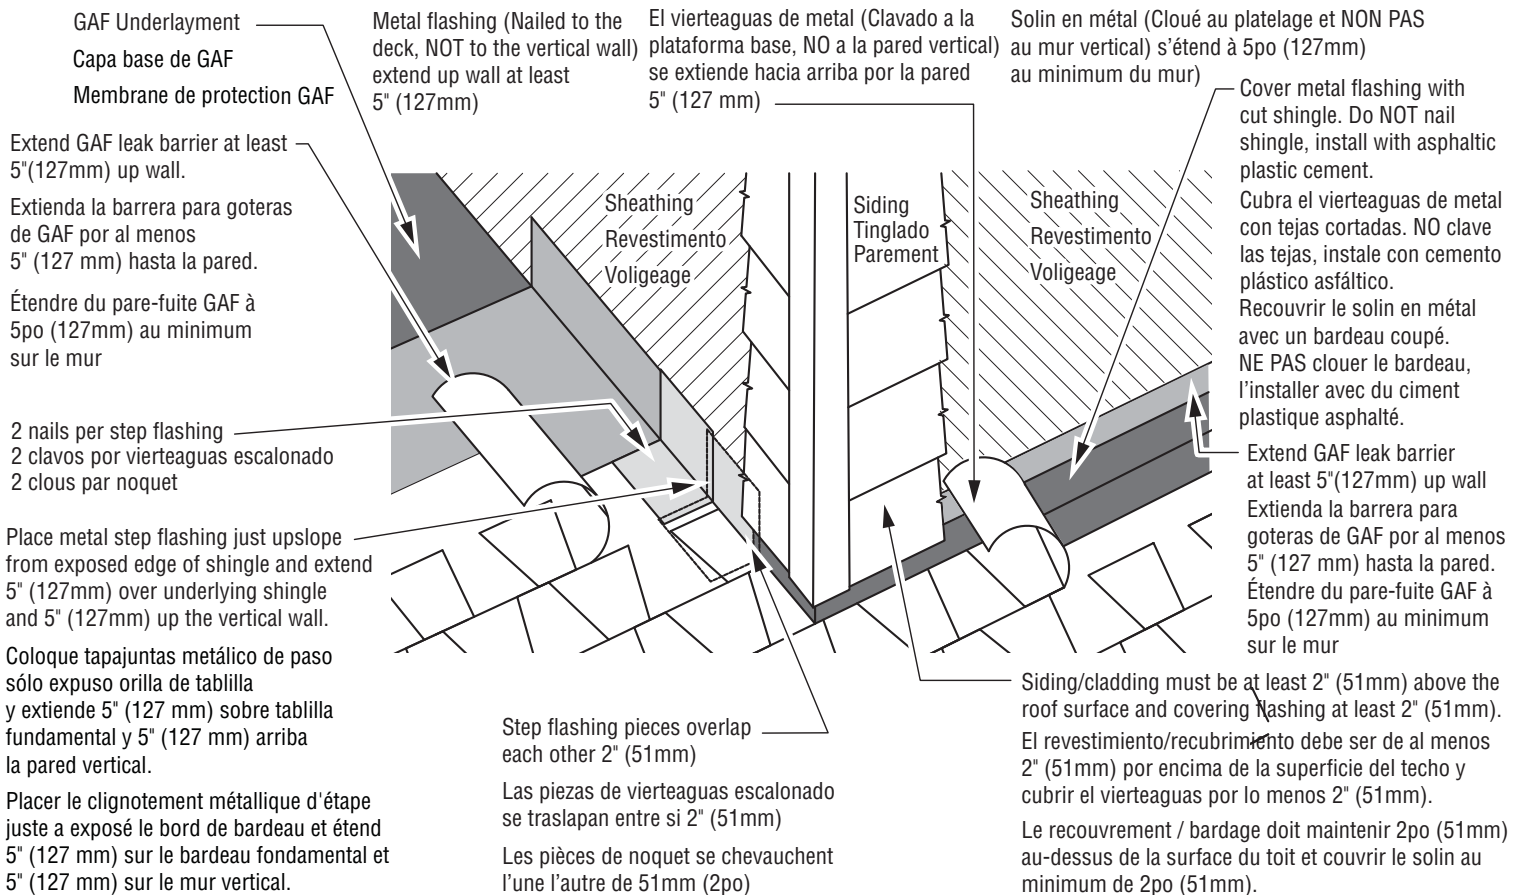 GAF Underlayment
Capa base de GAF
Membrane de protection GAF
Metal flashing (Nailed to the
deck, NOT to the vertical wall)
extend up wall at least
5" (127mm)
El vierteaguas de metal (Clavado a la
plataforma base, NO a la pared vertical)
se extiende hacia arriba por la pared
5" (127 mm)
Solin en métal (Cloué au platelage et NON PAS
au mur vertical) s’étend à 5po (127mm)
au minimum du mur)
Extend GAF leak barrier at least
5"(127mm) up wall.
Extienda la barrera para goteras
de GAF por al menos
5" (127 mm) hasta la pared.
Étendre du pare-fuite GAF à
5po (127mm) au minimum
sur le mur
2 nails per step flashing
2 clavos por vierteaguas escalonado
2 clous par noquet
Place metal step flashing just upslope
from exposed edge of shingle and extend
5" (127mm) over underlying shingle
and 5" (127mm) up the vertical wall.
Coloque tapajuntas metálico de paso
sólo expuso orilla de tablilla
y extiende 5" (127 mm) sobre tablilla
fundamental y 5" (127 mm) arriba
la pared vertical.
Placer le clignotement métallique d'étape
juste a exposé le bord de bardeau et étend
5" (127 mm) sur le bardeau fondamental et
5" (127 mm) sur le mur vertical.
Sheathing
Revestimento
Voligeage
Siding
Tinglado
Parement
Sheathing
Revestimento
Voligeage
Step flashing pieces overlap
each other 2" (51mm)
Las piezas de vierteaguas escalonado
se traslapan entre si 2" (51mm)
Les pièces de noquet se chevauchent
l’une l’autre de 51mm (2po)
Cover metal flashing with
cut shingle. Do NOT nail
shingle, install with asphaltic
plastic cement.
Cubra el vierteaguas de metal
con tejas cortadas. NO clave
las tejas, instale con cemento
plástico asfáltico.
Recouvrir le solin en métal
avec un bardeau coupé.
NE PAS clouer le bardeau,
l’installer avec du ciment
plastique asphalté.
Extend GAF leak barrier
at least 5"(127mm) up wall
Extienda la barrera para
goteras de GAF por al menos
5" (127 mm) hasta la pared.
Étendre du pare-fuite GAF à
5po (127mm) au minimum
sur le mur
Siding/cladding must be at least 2" (51mm) above the
roof surface and covering flashing at least 2" (51mm).
El revestimiento/recubrimiento debe ser de al menos
2" (51mm) por encima de la superficie del techo y
cubrir el vierteaguas por lo menos 2" (51mm).
Le recouvrement / bardage doit maintenir 2po (51mm)
au-dessus de la surface du toit et couvrir le solin au
minimum de 2po (51mm).